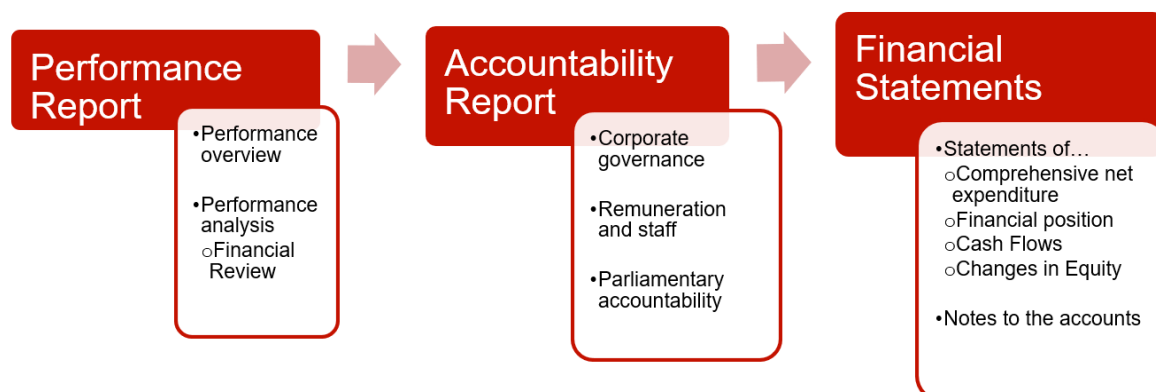 Performance
Report
•Performance
overview
•Performance
analysis
oFinancial
Review
Accountability
Report
•Corporate
governance
•Remuneration
and staff
•Parliamentary
accountability
Financial
Statements
•Statements of…
oComprehensive net
expenditure
oFinancial position
oCash Flows
oChanges in Equity
•Notes to the accounts